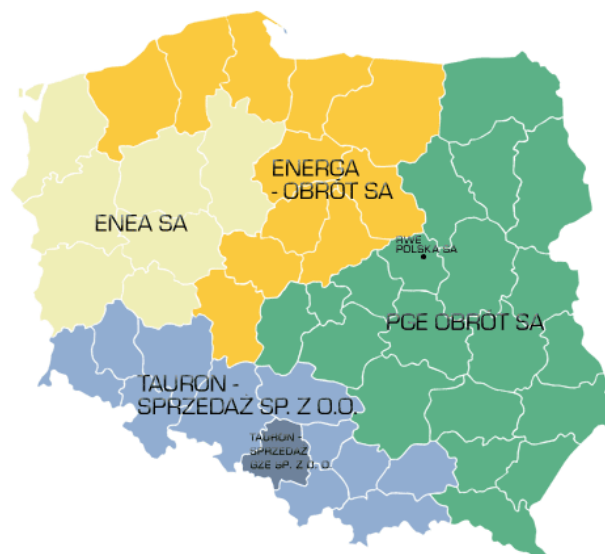 ENERGA
- OBRÓT SA
ENEA SA
RWE
POLSKA SA
PGE OBRÓT SA
TAURON -
SPRZEDAŻ SP. Z O.O.
TAURON -
SPRZEDAŻ
GZE SP. Z O. O.